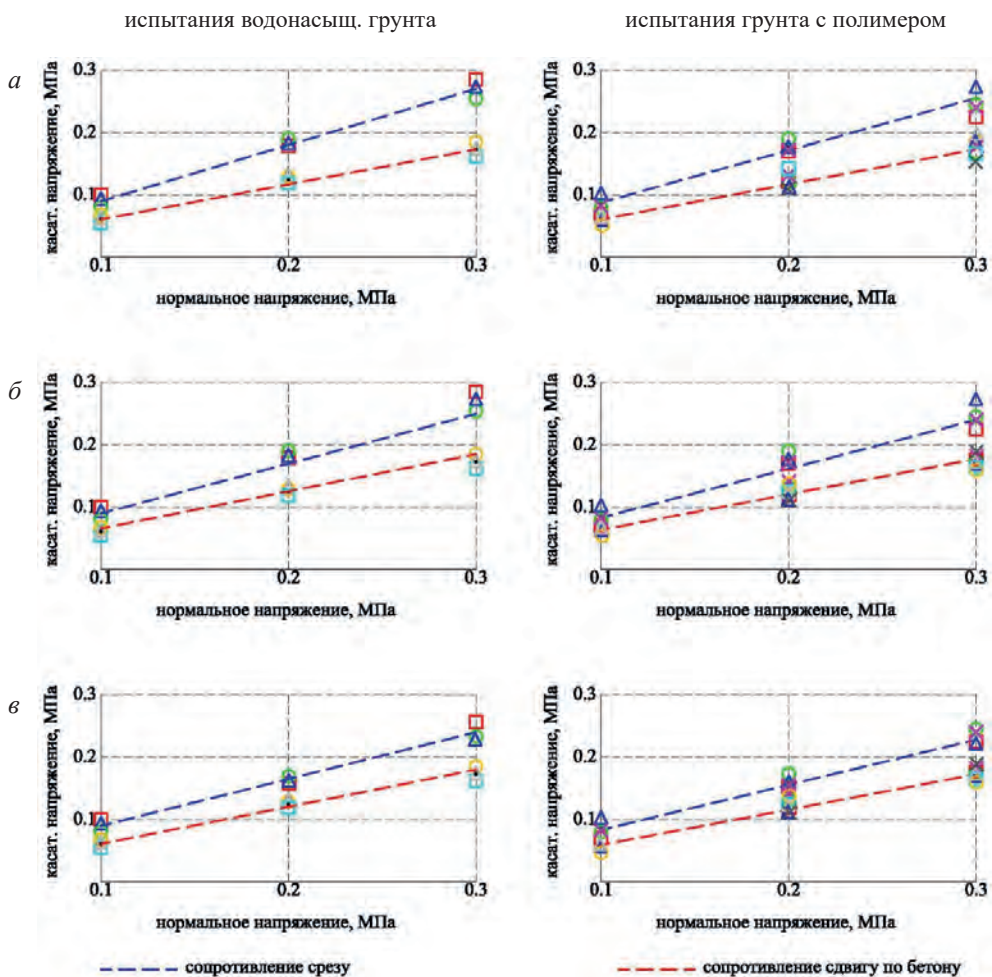 испытания водонасыщ. грунта
испытания грунта с полимером
а
касат. напряжение, МПа
0.3
0.2
0.1
0.1
0.2
0.3
нормальное напряжение, МПа
касат. напряжение, МПа
0.3
0.2
0.1
0.1
0.2
0.3
нормальное напряжение, МПа
б
касат. напряжение, МПа
0.3
0.2
0.1
0.1
0.2
0.3
нормальное напряжение, МПа
касат. напряжение, МПа
0.3
0.2
0.1
0.1
0.2
0.3
нормальное напряжение, МПа
в
касат. напряжение, МПа
0.3
0.2
0.1
0.1
0.2
0.3
нормальное напряжение, МПа
касат. напряжение, МПа
0.3
0.2
0.1
0.1
0.2
0.3
нормальное напряжение, МПа
сопротивление срезу
сопротивление сдвигу по бетону